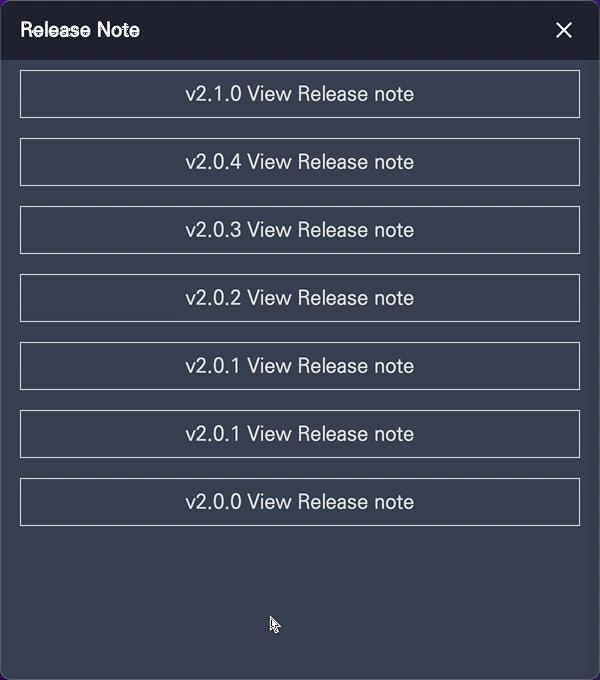 Release Note
v2.1.0 View Release note
v2.0.4 View Release note
v2.0.3 View Release note
v2.0.2 View Release note
v2.0.1 View Release note
v2.0.1 View Release note
v2.0.0 View Release note